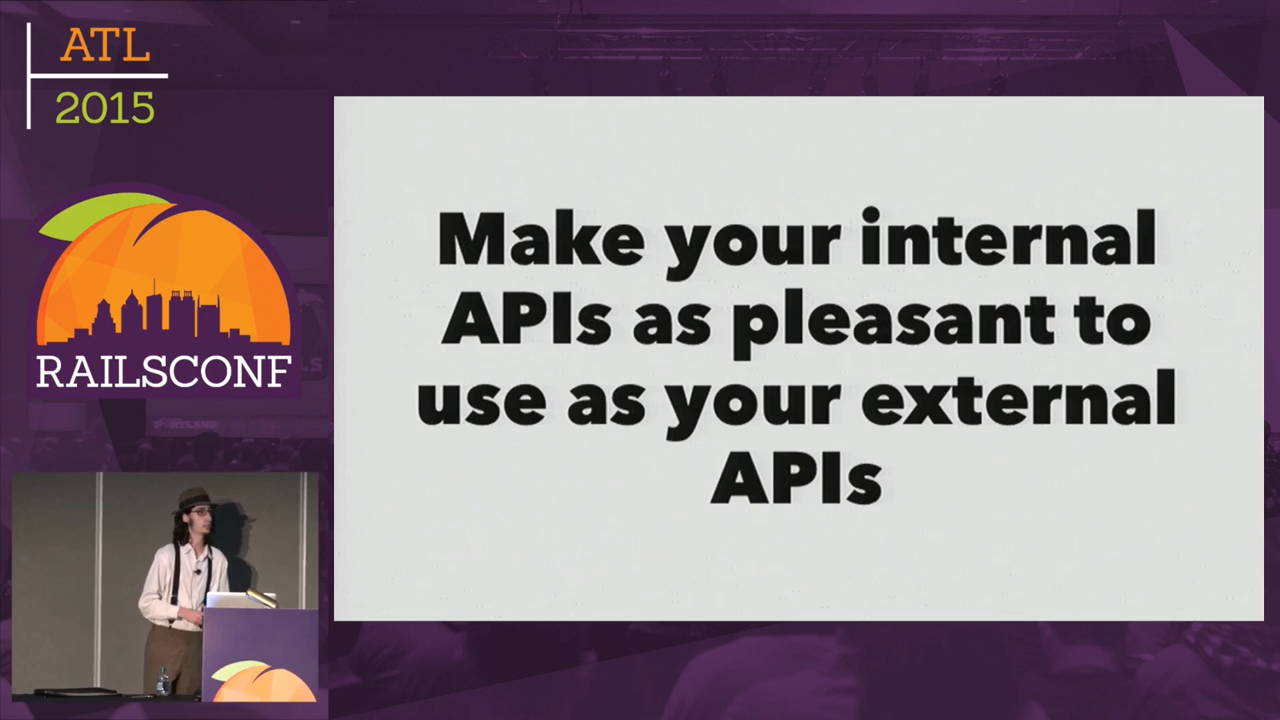 ATL
2015
RAILSCONF
Make your internal
APIs as pleasant to
use as your external
APIs